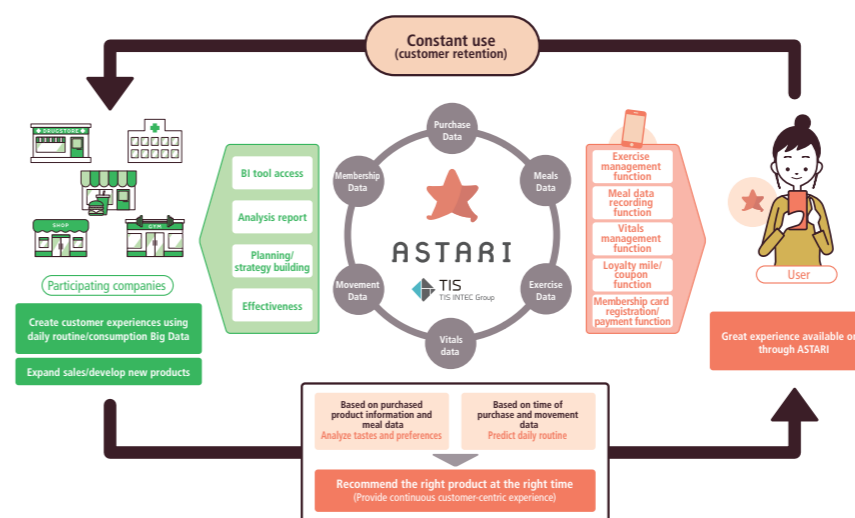 Constant use
(customer retention)
DRUGSTORE
SHOP
GYM
Participating companies
Create customer experiences using
daily routine/consumption Big Data
Expand sales/develop new products
BI tool access
Analysis report
Planning/
strategy building
Effectiveness
Purchase
Data
Membership
Data
Meals
Data
Movement
Data
Exercise
Data
Vitals
data
ASTARI
TIS
TIS INTEC Group
Exercise
management
function
Meal data
recording
function
Vitals
management
function
Loyalty mile/
coupon
function
Membership card
registration/
payment function
User
Great experience available
through ASTARI
Based on purchased
product information and
meal data
Analyze tastes and preferences
Based on time of
purchase and movement
data
Predict daily routine
Recommend the right product at the right time
(Provide continuous customer-centric experience)